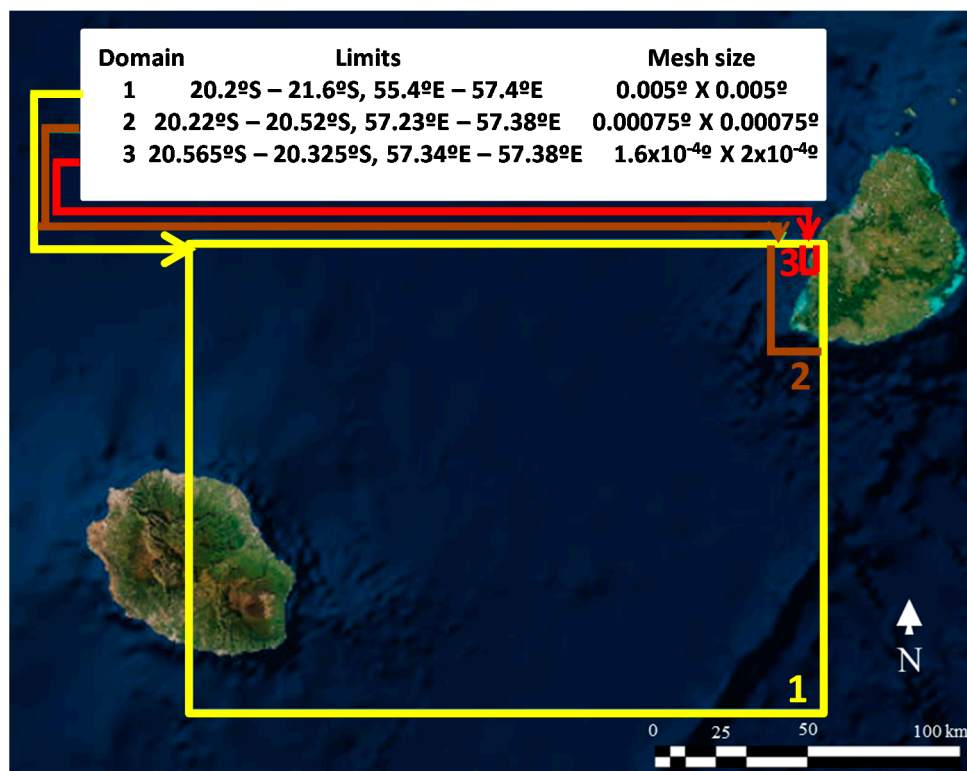 Domain Limits Mesh size
1 20.2ºS – 21.6ºS, 55.4ºE – 57.4ºE 0.005º X 0.005º
2 20.22ºS – 20.52ºS, 57.23ºE – 57.38ºE 0.00075º X 0.00075º
3 20.565ºS – 20.325ºS, 57.34ºE – 57.38ºE 1.6x10⁻⁴º X 2x10⁻⁴º
3
2
N
1
0 25 50 100 km